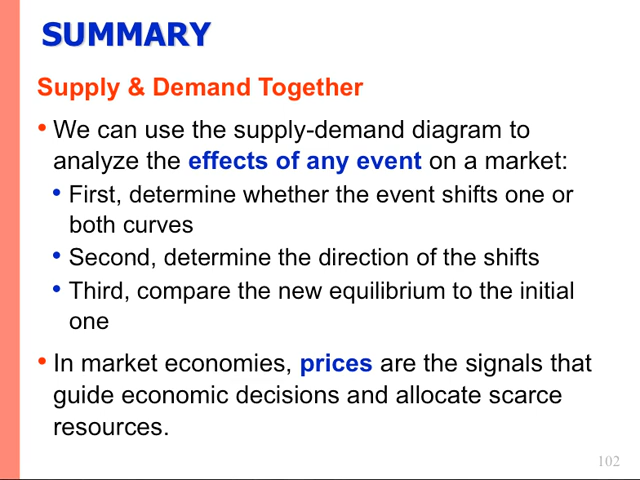 SUMMARY
Supply & Demand Together
• We can use the supply-demand diagram to
analyze the effects of any event on a market:
• First, determine whether the event shifts one or
both curves
• Second, determine the direction of the shifts
• Third, compare the new equilibrium to the initial
one
• In market economies, prices are the signals that
guide economic decisions and allocate scarce
resources.
102